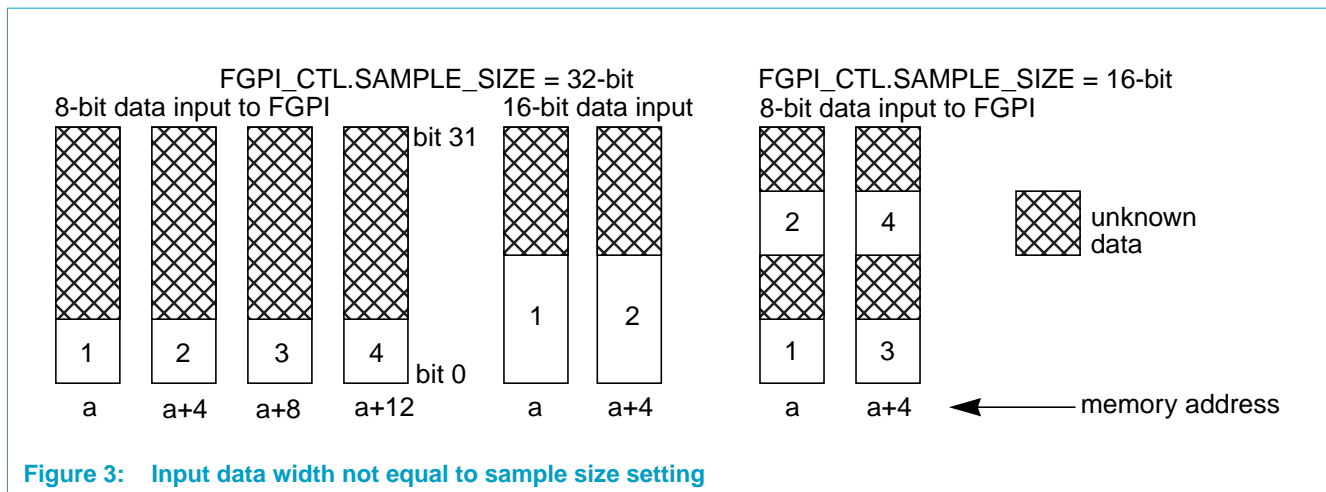 FGPI_CTL.SAMPLE_SIZE = 32-bit
8-bit data input to FGPI
16-bit data input
bit 31
1
2
3
4
bit 0
a
a+4
a+8
a+12
1
2
a
a+4
FGPI_CTL.SAMPLE_SIZE = 16-bit
8-bit data input to FGPI
2
4
1
3
a
a+4
unknown
data
memory address
Figure 3: Input data width not equal to sample size setting